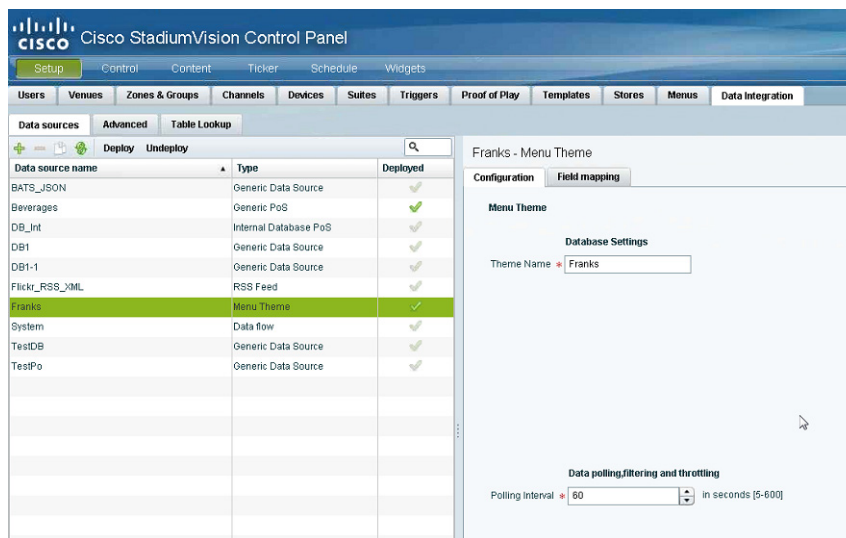 CISCO Cisco StadiumVision Control Panel
Setup Control Content Ticker Schedule Widgets
Users Venues Zones & Groups Channels Devices Suites Triggers Proof of Play Templates Stores Menus Data Integration
Data sources Advanced Table Lookup
Deploy Undeploy
Data source name Type Deployed
BATS_JSON Generic Data Source
Beverages Generic PoS
DB_Int Internal Database PoS
DB1 Generic Data Source
DB1-1 Generic Data Source
Flickr_RSS_XML RSS Feed
Franks Menu Theme
System Data flow
TestDB Generic Data Source
TestPo Generic Data Source
Franks - Menu Theme
Configuration Field mapping
Menu Theme
Database Settings
Theme Name * Franks
Data polling,filtering and throttling
Polling Interval * 60 in seconds [5-600]